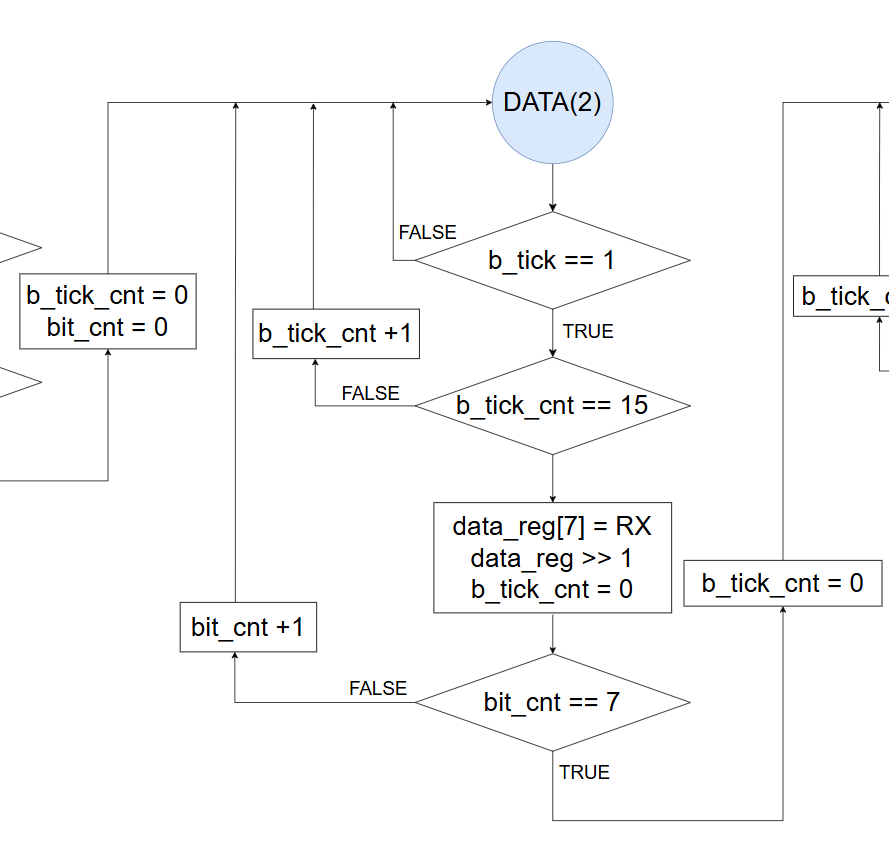 DATA(2)
FALSE
b_tick == 1
b_tick_cnt = 0
bit_cnt = 0
b_tick_cnt +1
TRUE
FALSE
b_tick_cnt == 15
data_reg[7] = RX
data_reg >> 1
b_tick_cnt = 0
b_tick_cnt = 0
bit_cnt +1
FALSE
bit_cnt == 7
TRUE